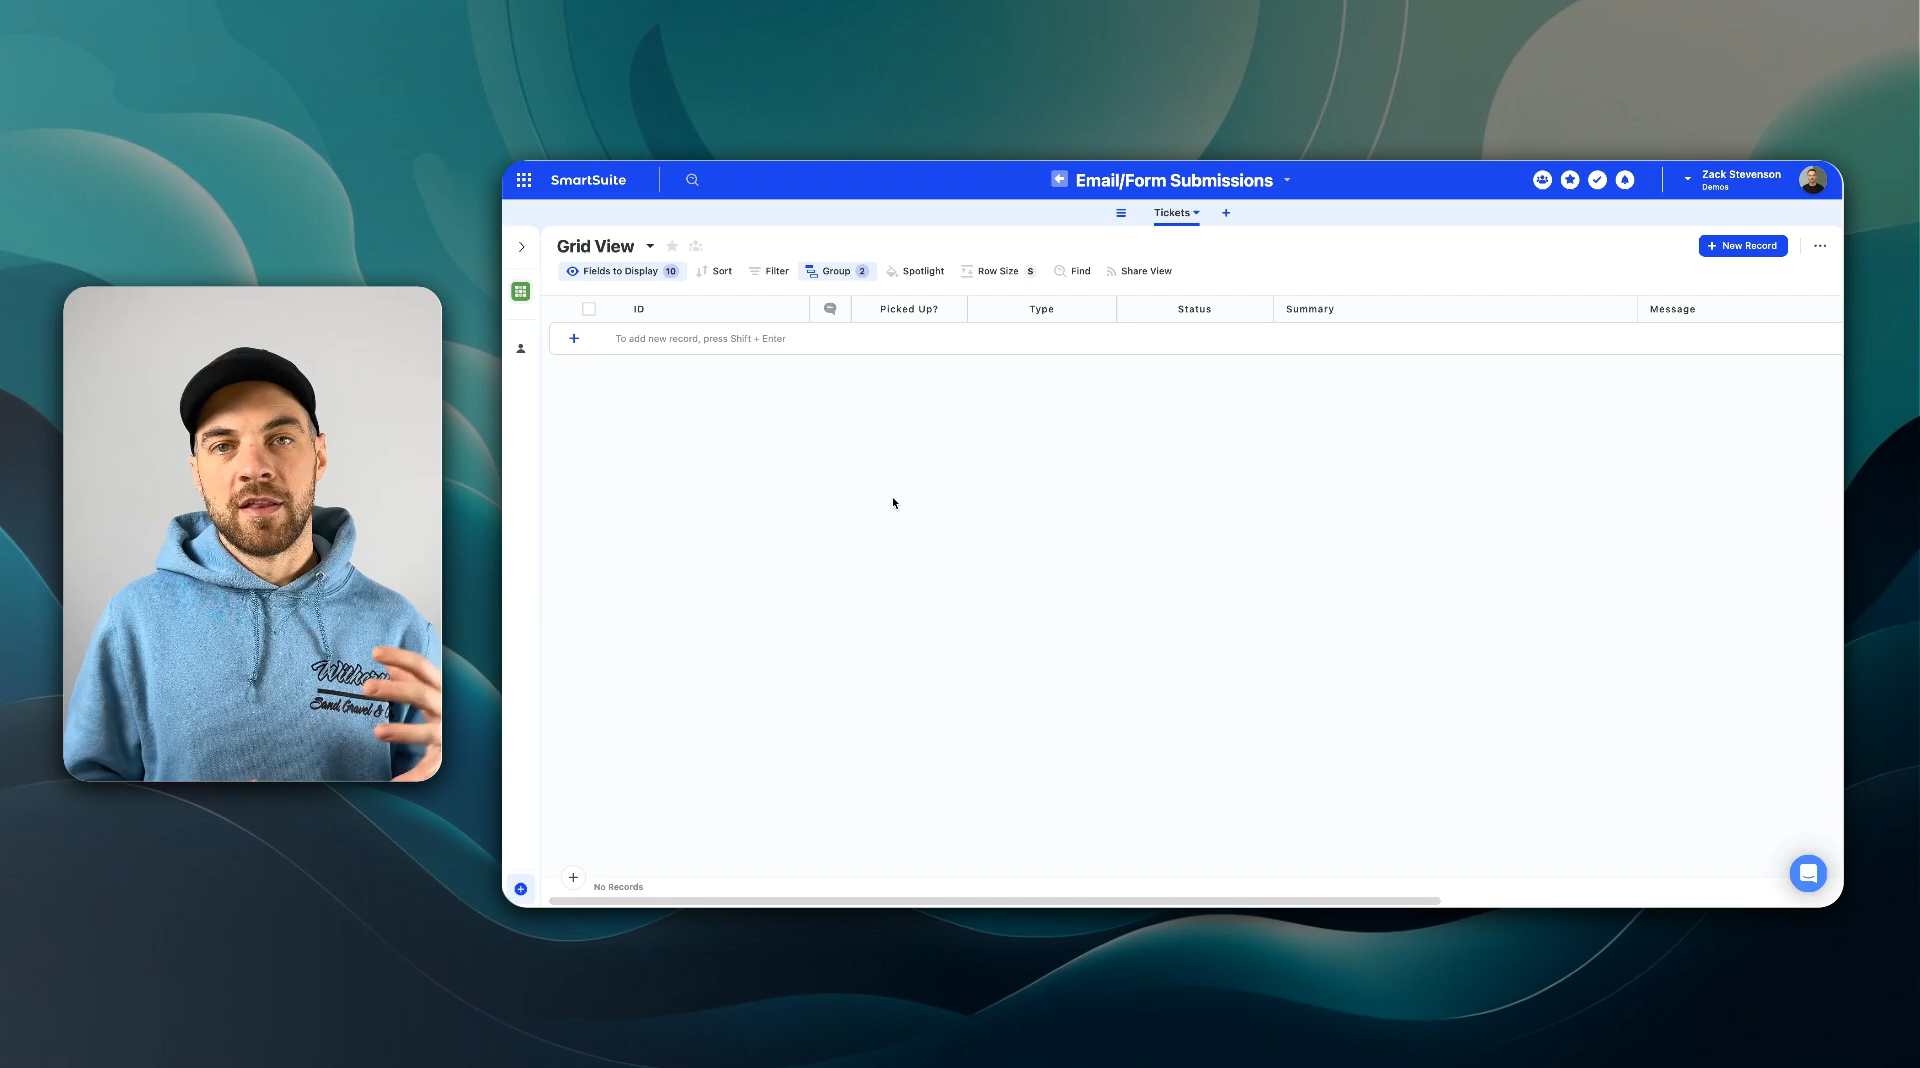 SmartSuite
Email/Form Submissions
Zack Stevenson
Demos
Tickets
Grid View
New Record
Fields to Display 10
Sort
Filter
Group 2
Spotlight
Row Size S
Find
Share View
ID
Picked Up?
Type
Status
Summary
Message
To add new record, press Shift + Enter
No Records
Sand, Gravel &